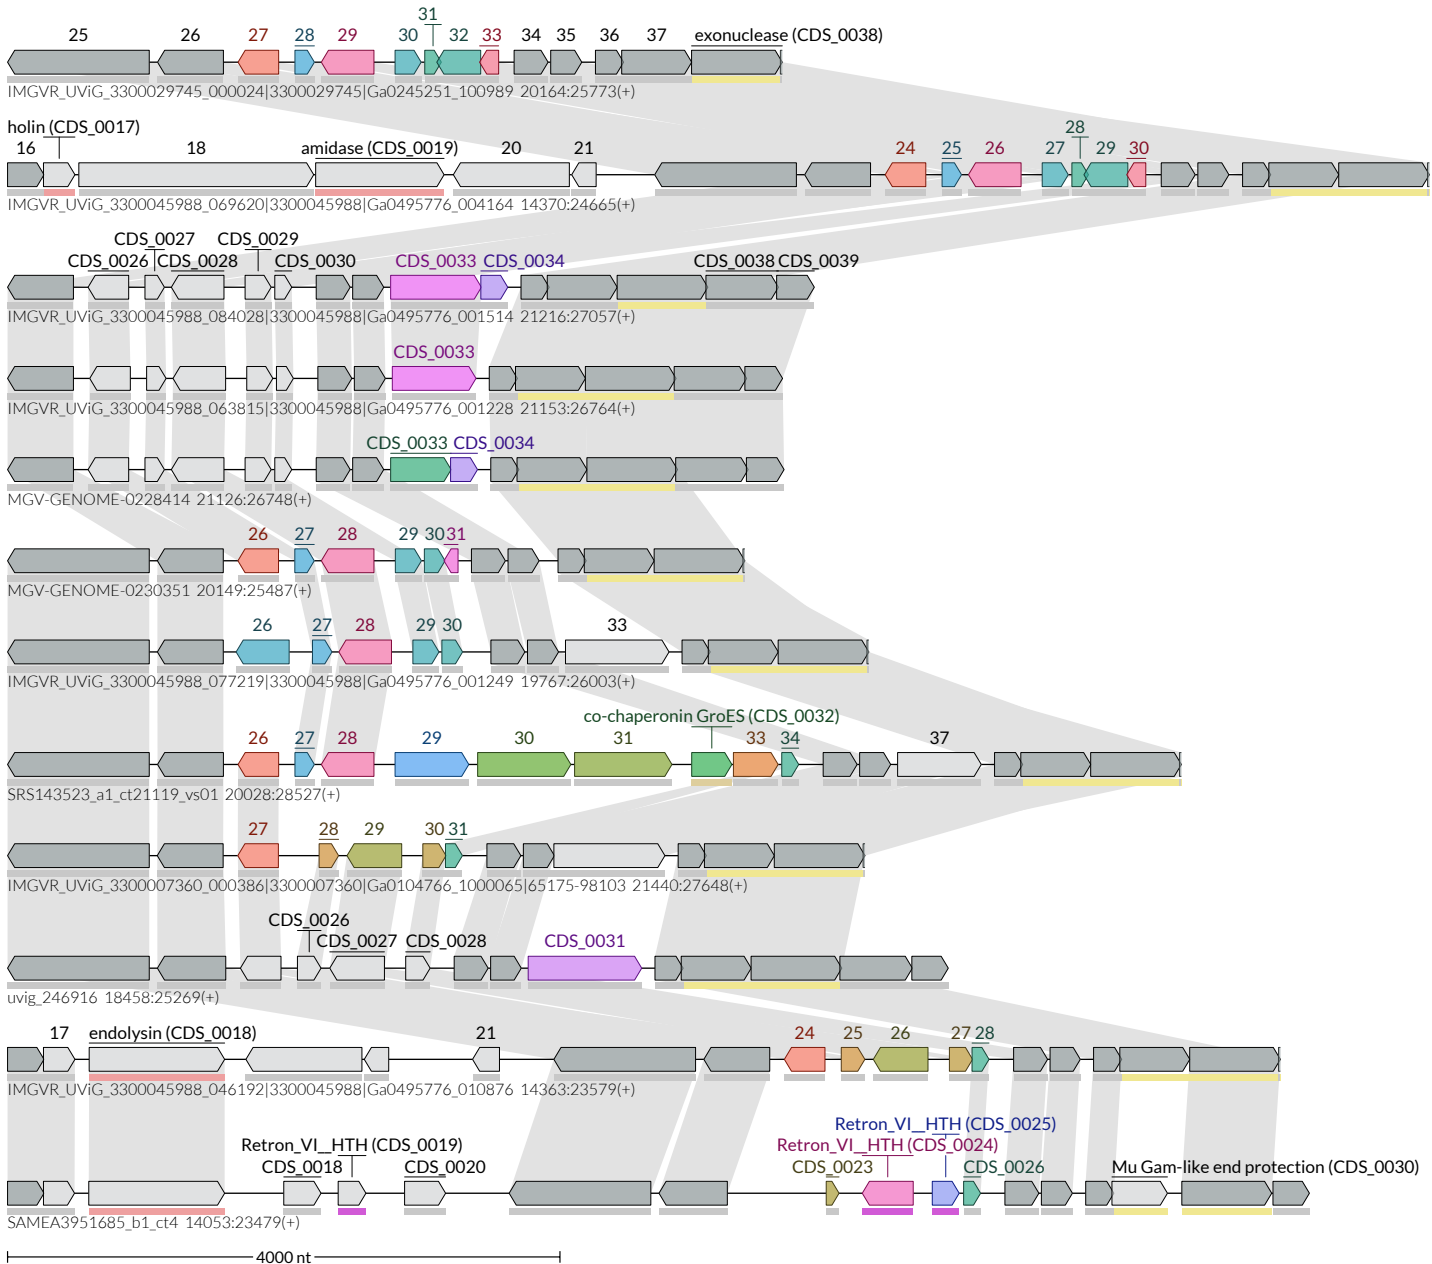 31
25 26 27 28 29 30 32 33 34 35 36 37 exonuclease (CDS_0038)
IMGVR_UViG_3300029745_000024|3300029745|Ga0245251_100989 20164:25773(+)
holin (CDS_0017) 28
16 18 amidase (CDS_0019) 20 21 24 25 26 27 29 30
IMGVR_UViG_3300045988_069620|3300045988|Ga0495776_004164 14370:24665(+)
CDS_0027 CDS_0029
CDS_0026 CDS_0028 CDS_0030 CDS_0033 CDS_0034 CDS_0038 CDS_0039
IMGVR_UViG_3300045988_084028|3300045988|Ga0495776_001514 21216:27057(+)
CDS_0033
IMGVR_UViG_3300045988_063815|3300045988|Ga0495776_001228 21153:26764(+)
CDS_0033 CDS_0034
MGV-GENOME-0228414 21126:26748(+)
26 27 28 29 30 31
MGV-GENOME-0230351 20149:25487(+)
26 27 28 29 30 33
IMGVR_UViG_3300045988_077219|3300045988|Ga0495776_001249 19767:26003(+)
co-chaperonin GroES (CDS_0032)
26 27 28 29 30 31 33 34 37
SRS143523_a1_ct21119_vs01 20028:28527(+)
27 28 29 30 31
IMGVR_UViG_3300007360_000386|3300007360|Ga0104766_1000065|65175-98103 21440:27648(+)
CDS_0026
CDS_0027 CDS_0028 CDS_0031
uvig_246916 18458:25269(+)
17 endolysin (CDS_0018) 21 24 25 26 27 28
IMGVR_UViG_3300045988_046192|3300045988|Ga0495776_010876 14363:23579(+)
Retron_VI__HTH (CDS_0025)
Retron_VI__HTH (CDS_0019) Retron_VI__HTH (CDS_0024)
CDS_0018 CDS_0020 CDS_0023 CDS_0026 Mu Gam-like end protection (CDS_0030)
SAMEA3951685_b1_ct4 14053:23479(+)
4000 nt